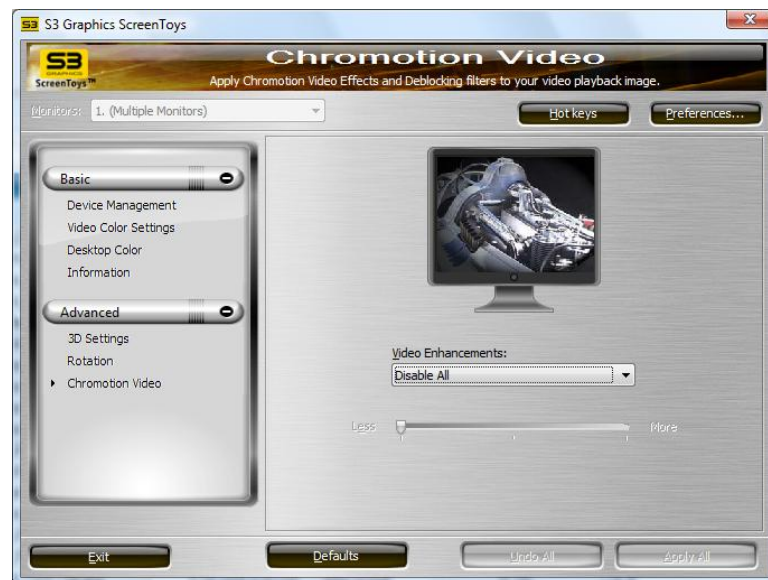 S3 S3 Graphics ScreenToys
S3
GRAPHICS
ScreenToys™
Chromotion Video
Apply Chromotion Video Effects and Deblocking filters to your video playback image.
Monitors: 1. (Multiple Monitors)
Hot keys
Preferences...
Basic
Device Management
Video Color Settings
Desktop Color
Information
Advanced
3D Settings
Rotation
Chromotion Video
Video Enhancements:
Disable All
Less
More
Exit
Defaults
Undo All
Apply All